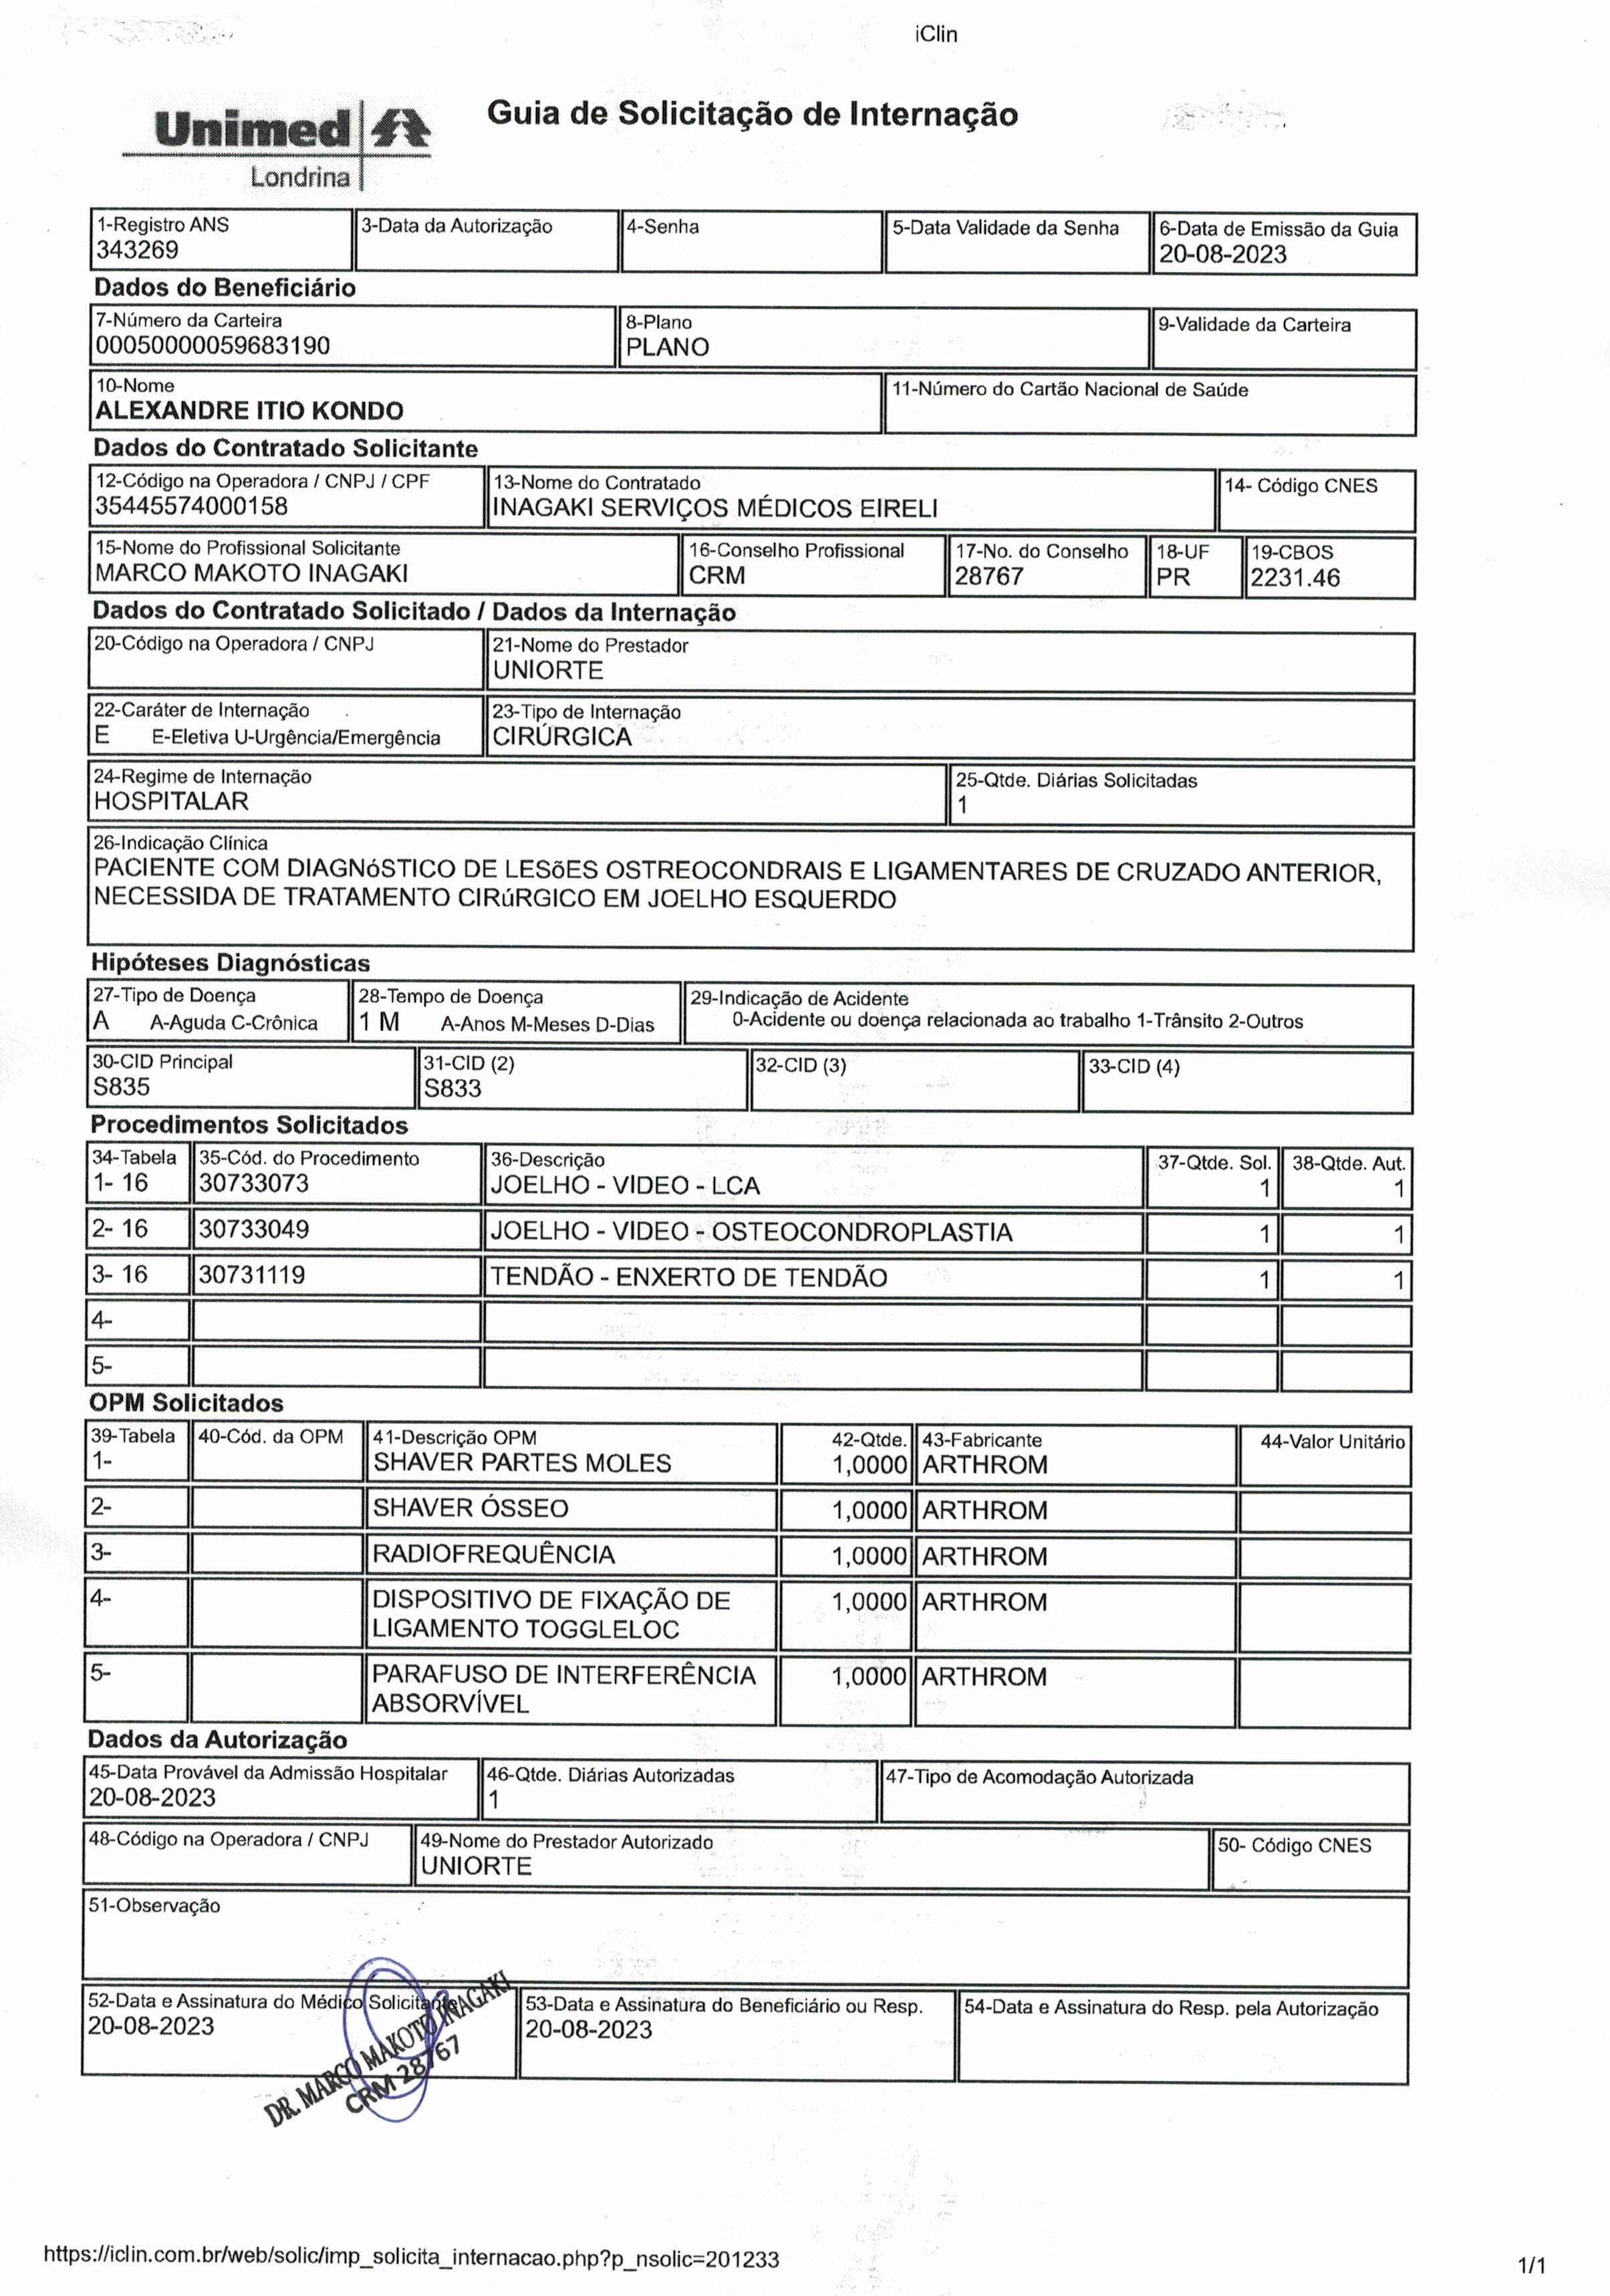 iClin
Unimed
Londrina
Guia de Solicitação de Internação
1-Registro ANS
343269
3-Data da Autorização
4-Senha
5-Data Validade da Senha
6-Data de Emissão da Guia
20-08-2023
Dados do Beneficiário
7-Número da Carteira
00050000059683190
8-Plano
PLANO
9-Validade da Carteira
10-Nome
ALEXANDRE ITIO KONDO
11-Número do Cartão Nacional de Saúde
Dados do Contratado Solicitante
12-Código na Operadora / CNPJ / CPF
35445574000158
13-Nome do Contratado
INAGAKI SERVIÇOS MÉDICOS EIRELI
14- Código CNES
15-Nome do Profissional Solicitante
MARCO MAKOTO INAGAKI
16-Conselho Profissional
CRM
17-No. do Conselho
28767
18-UF
PR
19-CBOS
2231.46
Dados do Contratado Solicitado / Dados da Internação
20-Código na Operadora / CNPJ
21-Nome do Prestador
UNIORTE
22-Caráter de Internação
E E-Eletiva U-Urgência/Emergência
23-Tipo de Internação
CIRÚRGICA
24-Regime de Internação
HOSPITALAR
25-Qtde. Diárias Solicitadas
1
26-Indicação Clínica
PACIENTE COM DIAGNóSTICO DE LESõES OSTREOCONDRAIS E LIGAMENTARES DE CRUZADO ANTERIOR,
NECESSIDA DE TRATAMENTO CIRúRGICO EM JOELHO ESQUERDO
Hipóteses Diagnósticas
27-Tipo de Doença
A A-Aguda C-Crônica
28-Tempo de Doença
1 M A-Anos M-Meses D-Dias
29-Indicação de Acidente
0-Acidente ou doença relacionada ao trabalho 1-Trânsito 2-Outros
30-CID Principal
S835
31-CID (2)
S833
32-CID (3)
33-CID (4)
Procedimentos Solicitados
34-Tabela 35-Cód. do Procedimento 36-Descrição 37-Qtde. Sol. 38-Qtde. Aut.
1- 16 30733073 JOELHO - VIDEO - LCA 1 1
2- 16 30733049 JOELHO - VIDEO - OSTEOCONDROPLASTIA 1 1
3- 16 30731119 TENDÃO - ENXERTO DE TENDÃO 1 1
4-
5-
OPM Solicitados
39-Tabela 40-Cód. da OPM 41-Descrição OPM 42-Qtde. 43-Fabricante 44-Valor Unitário
1- SHAVER PARTES MOLES 1,0000 ARTHROM
2- SHAVER ÓSSEO 1,0000 ARTHROM
3- RADIOFREQUÊNCIA 1,0000 ARTHROM
4- DISPOSITIVO DE FIXAÇÃO DE 1,0000 ARTHROM
LIGAMENTO TOGGLELOC
5- PARAFUSO DE INTERFERÊNCIA 1,0000 ARTHROM
ABSORVÍVEL
Dados da Autorização
45-Data Provável da Admissão Hospitalar
20-08-2023
46-Qtde. Diárias Autorizadas
1
47-Tipo de Acomodação Autorizada
48-Código na Operadora / CNPJ
49-Nome do Prestador Autorizado
UNIORTE
50- Código CNES
51-Observação
52-Data e Assinatura do Médico Solicitante
20-08-2023
DR. MARCO MAKOTO INAGAKI
CRM 28767
53-Data e Assinatura do Beneficiário ou Resp.
20-08-2023
54-Data e Assinatura do Resp. pela Autorização
https://iclin.com.br/web/solic/imp_solicita_internacao.php?p_nsolic=201233
1/1